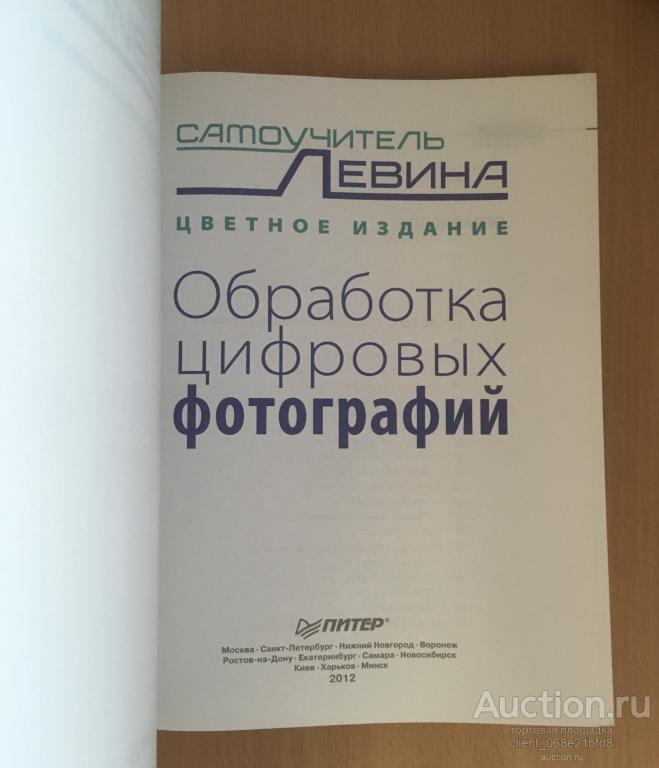 САМОУЧИТЕЛЬ
ЛЕВИНА
ЦВЕТНОЕ ИЗДАНИЕ
Обработка
цифровых
фотографий
ПИТЕР®
Москва · Санкт-Петербург · Нижний Новгород · Воронеж
Ростов-на-Дону · Екатеринбург · Самара · Новосибирск
Киев · Харьков · Минск
2012
Auction.ru
торговая площадка
client_068e21bfd8
auction.ru